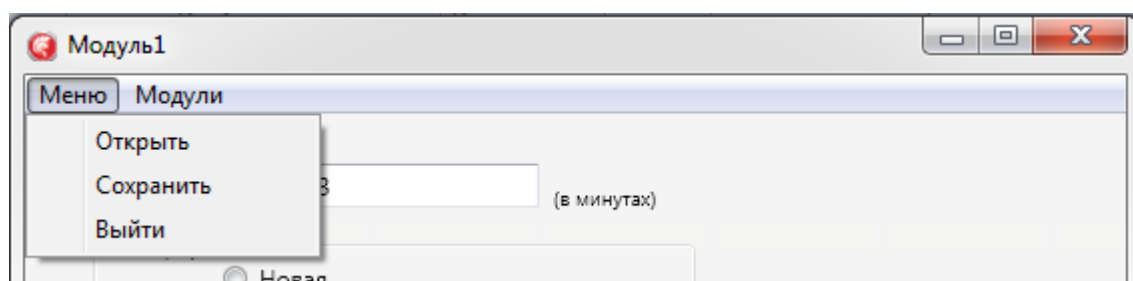 Модуль1
Меню Модули
Открыть
Сохранить
(в минутах)
Выйти
Новая